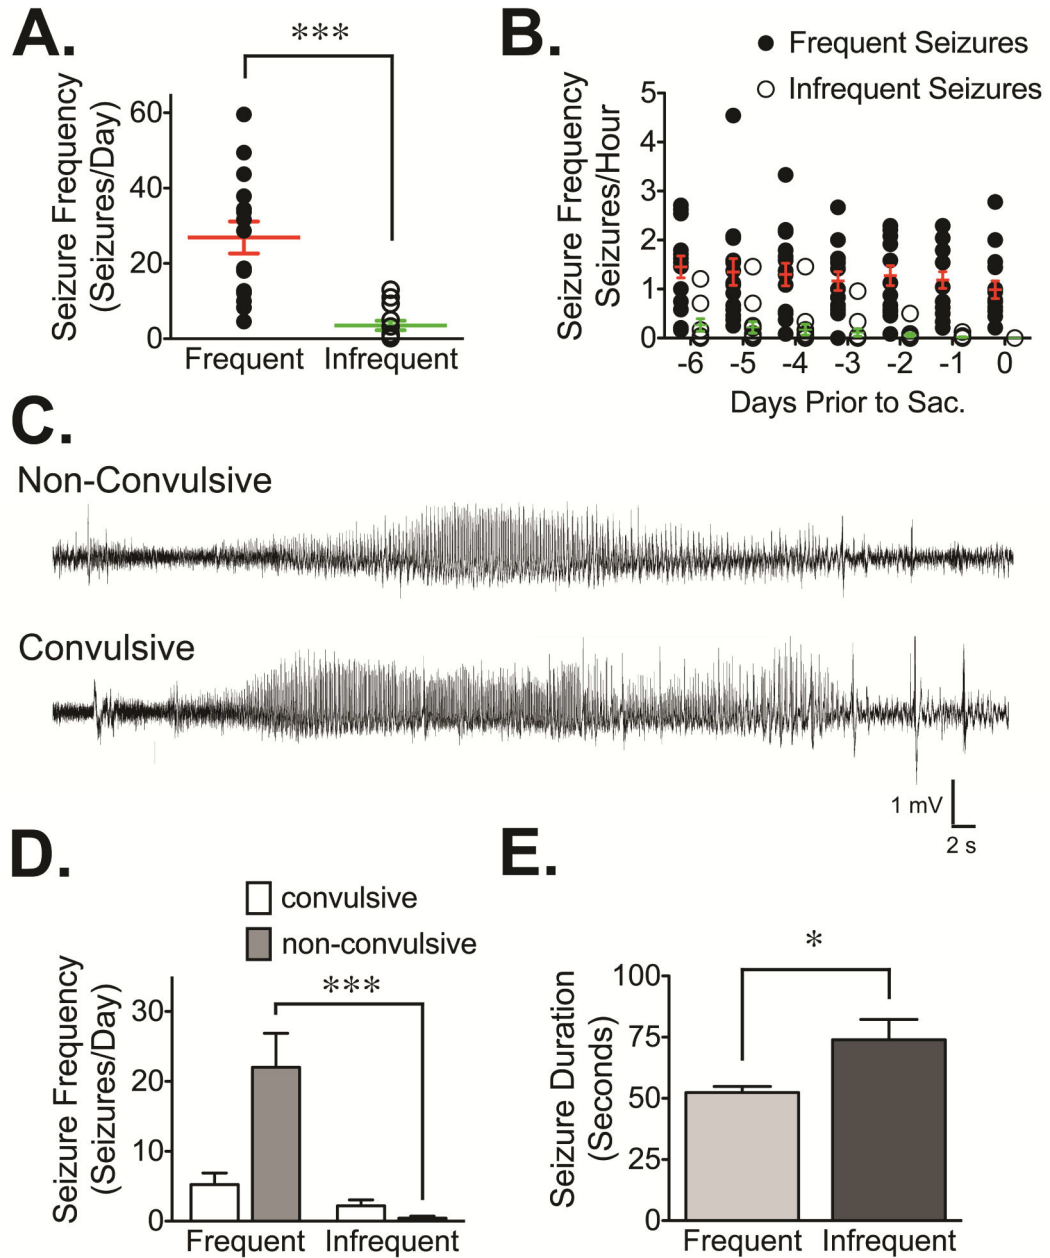 A.
***
Seizure Frequency
(Seizures/Day)
60
40
20
0
Frequent
Infrequent
B.
Frequent Seizures
Infrequent Seizures
Seizure Frequency
Seizures/Hour
5
4
3
2
1
0
-6
-5
-4
-3
-2
-1
0
Days Prior to Sac.
C.
Non-Convulsive
Convulsive
1 mV
2 s
D.
convulsive
non-convulsive
***
Seizure Frequency
(Seizures/Day)
30
20
10
0
Frequent
Infrequent
E.
*
Seizure Duration
(Seconds)
100
75
50
25
0
Frequent
Infrequent